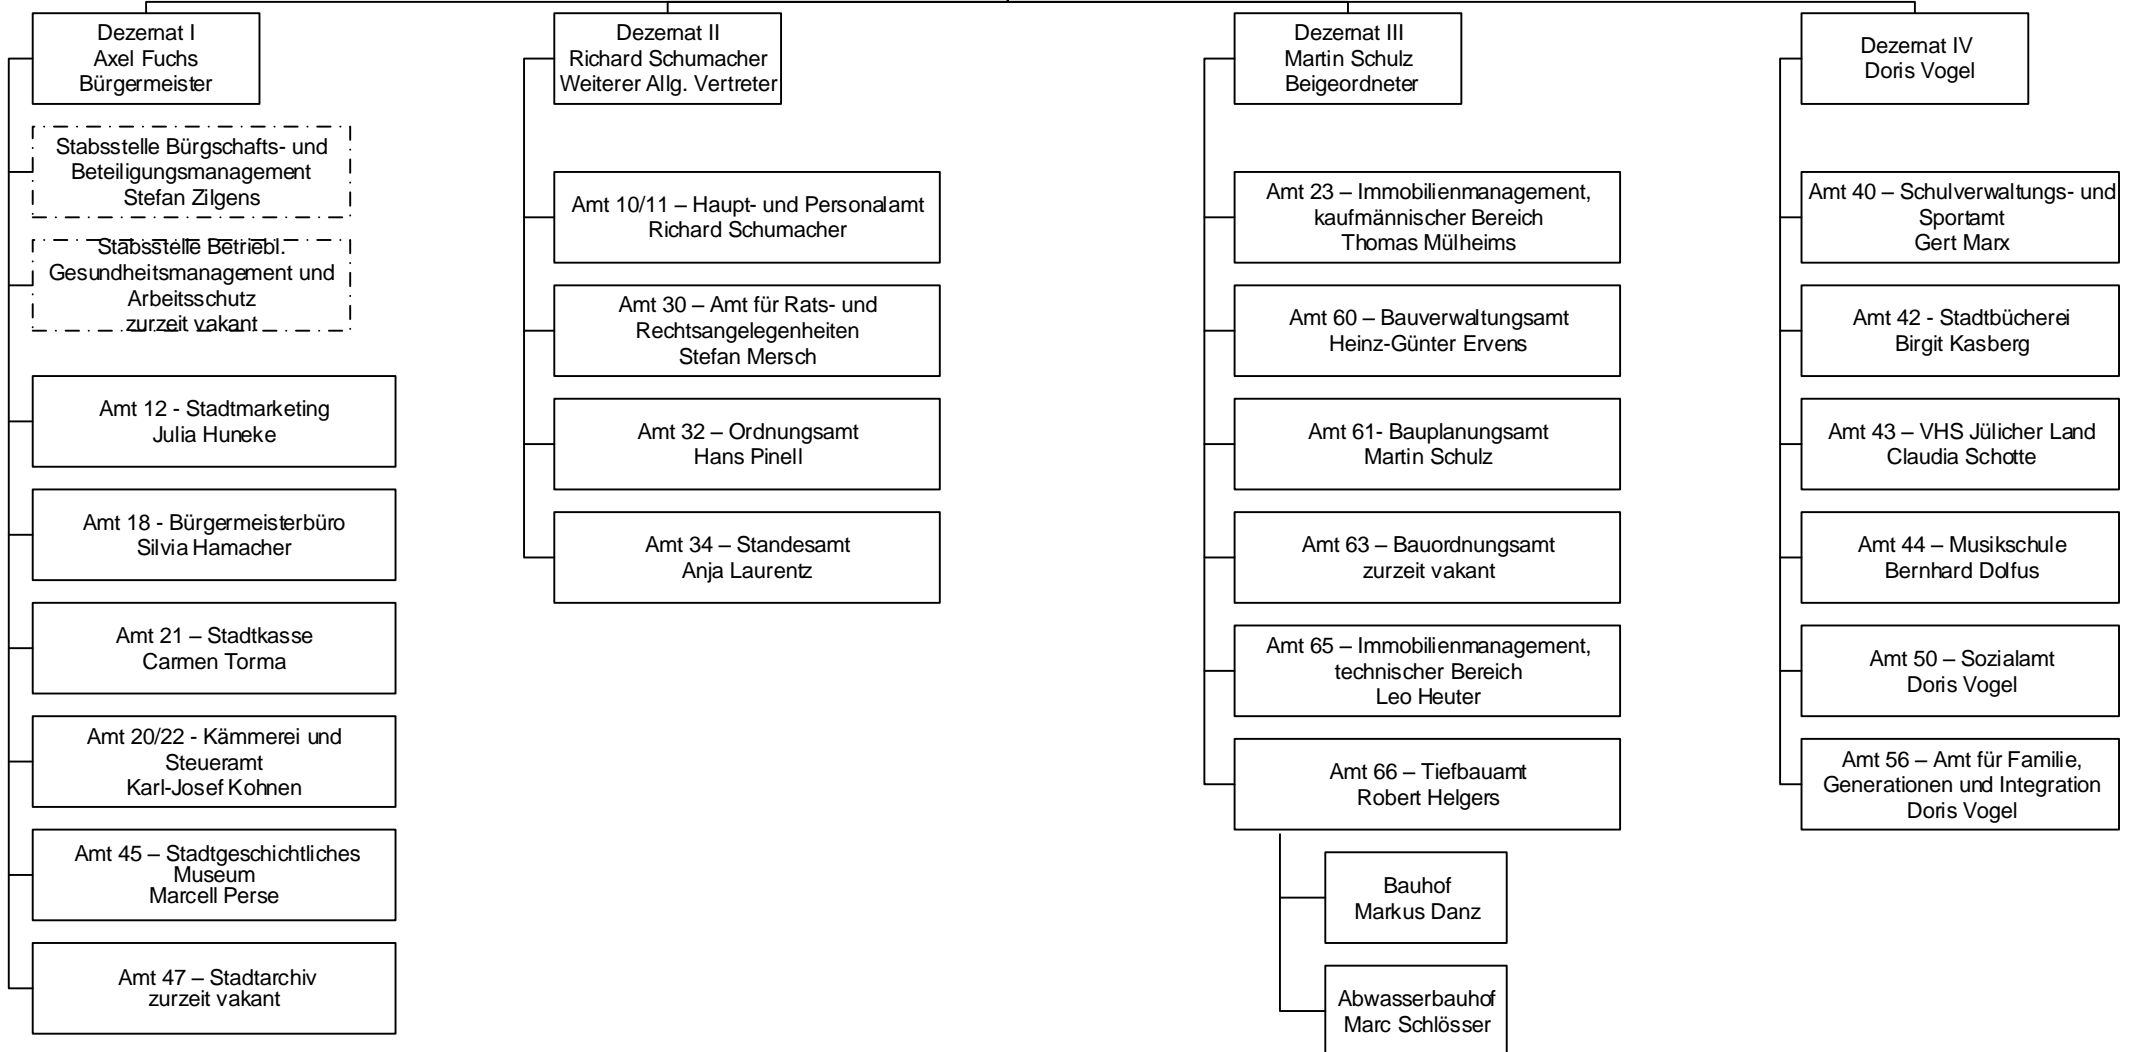 Dezernat I
Axel Fuchs
Bürgermeister
Stabsstelle Bürgschafts- und
Beteiligungsmanagement
Stefan Zilgens
Stabsstelle Betriebl.
Gesundheitsmanagement und
Arbeitsschutz
zurzeit vakant
Amt 12 - Stadtmarketing
Julia Huneke
Amt 18 - Bürgermeisterbüro
Silvia Hamacher
Amt 21 – Stadtkasse
Carmen Torma
Amt 20/22 - Kämmerei und
Steueramt
Karl-Josef Kohnen
Amt 45 – Stadtgeschichtliches
Museum
Marcell Perse
Amt 47 – Stadtarchiv
zurzeit vakant
Dezernat II
Richard Schumacher
Weiterer Allg. Vertreter
Amt 10/11 – Haupt- und Personalamt
Richard Schumacher
Amt 30 – Amt für Rats- und
Rechtsangelegenheiten
Stefan Mersch
Amt 32 – Ordnungsamt
Hans Pinell
Amt 34 – Standesamt
Anja Laurentz
Dezernat III
Martin Schulz
Beigeordneter
Amt 23 – Immobilienmanagement,
kaufmännischer Bereich
Thomas Mülheims
Amt 60 – Bauverwaltungsamt
Heinz-Günter Ervens
Amt 61- Bauplanungsamt
Martin Schulz
Amt 63 – Bauordnungsamt
zurzeit vakant
Amt 65 – Immobilienmanagement,
technischer Bereich
Leo Heuter
Amt 66 – Tiefbauamt
Robert Helgers
Bauhof
Markus Danz
Abwasserbauhof
Marc Schlösser
Dezernat IV
Doris Vogel
Amt 40 – Schulverwaltungs- und
Sportamt
Gert Marx
Amt 42 - Stadtbücherei
Birgit Kasberg
Amt 43 – VHS Jülicher Land
Claudia Schotte
Amt 44 – Musikschule
Bernhard Dolfus
Amt 50 – Sozialamt
Doris Vogel
Amt 56 – Amt für Familie,
Generationen und Integration
Doris Vogel